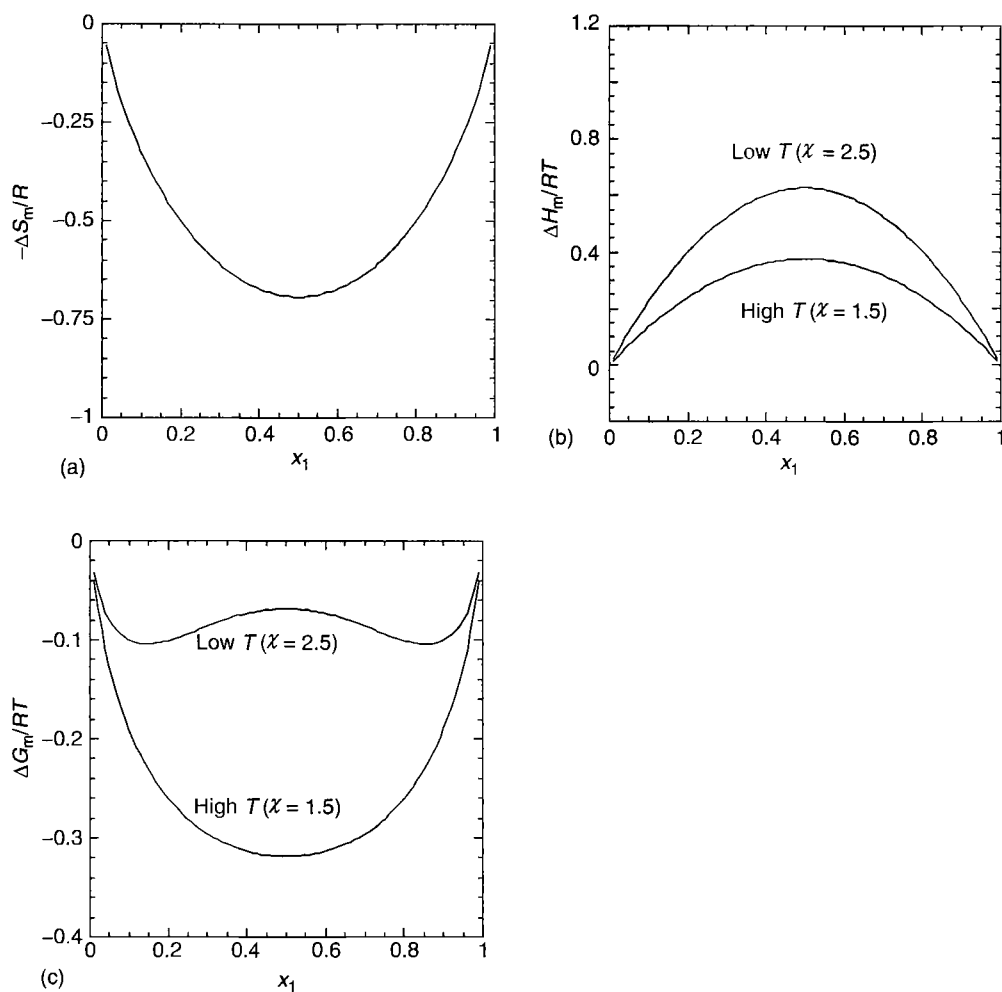 0
−0.25
−0.5
−0.75
−1
−ΔS_m/R
0 0.2 0.4 0.6 0.8 1
x_1
(a)
1.2
0.8
0.4
0
ΔH_m/RT
Low T (χ = 2.5)
High T (χ = 1.5)
0 0.2 0.4 0.6 0.8 1
x_1
(b)
0
−0.1
−0.2
−0.3
−0.4
ΔG_m/RT
Low T (χ = 2.5)
High T (χ = 1.5)
0 0.2 0.4 0.6 0.8 1
x_1
(c)